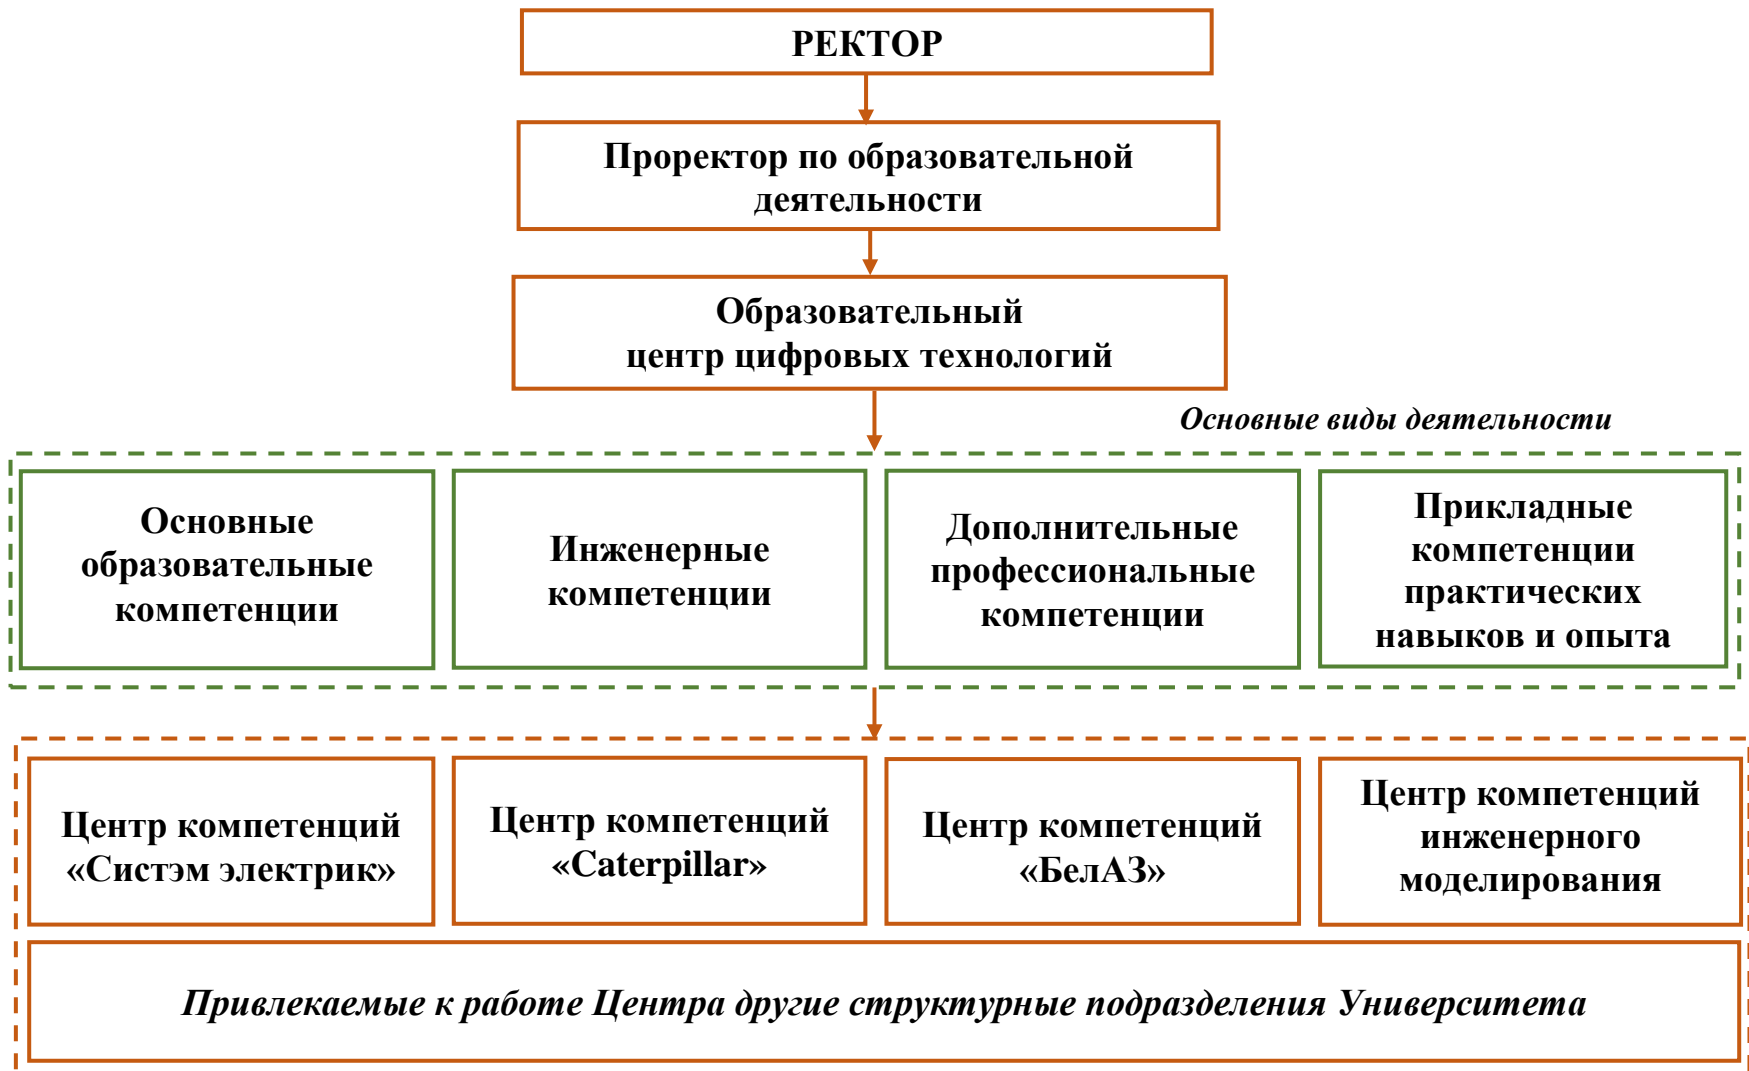 РЕКТОР
Проректор по образовательной
деятельности
Образовательный
центр цифровых технологий
Основные виды деятельности
Основные
образовательные
компетенции
Инженерные
компетенции
Дополнительные
профессиональные
компетенции
Прикладные
компетенции
практических
навыков и опыта
Центр компетенций
«Систэм электрик»
Центр компетенций
«Caterpillar»
Центр компетенций
«БелАЗ»
Центр компетенций
инженерного
моделирования
Привлекаемые к работе Центра другие структурные подразделения Университета